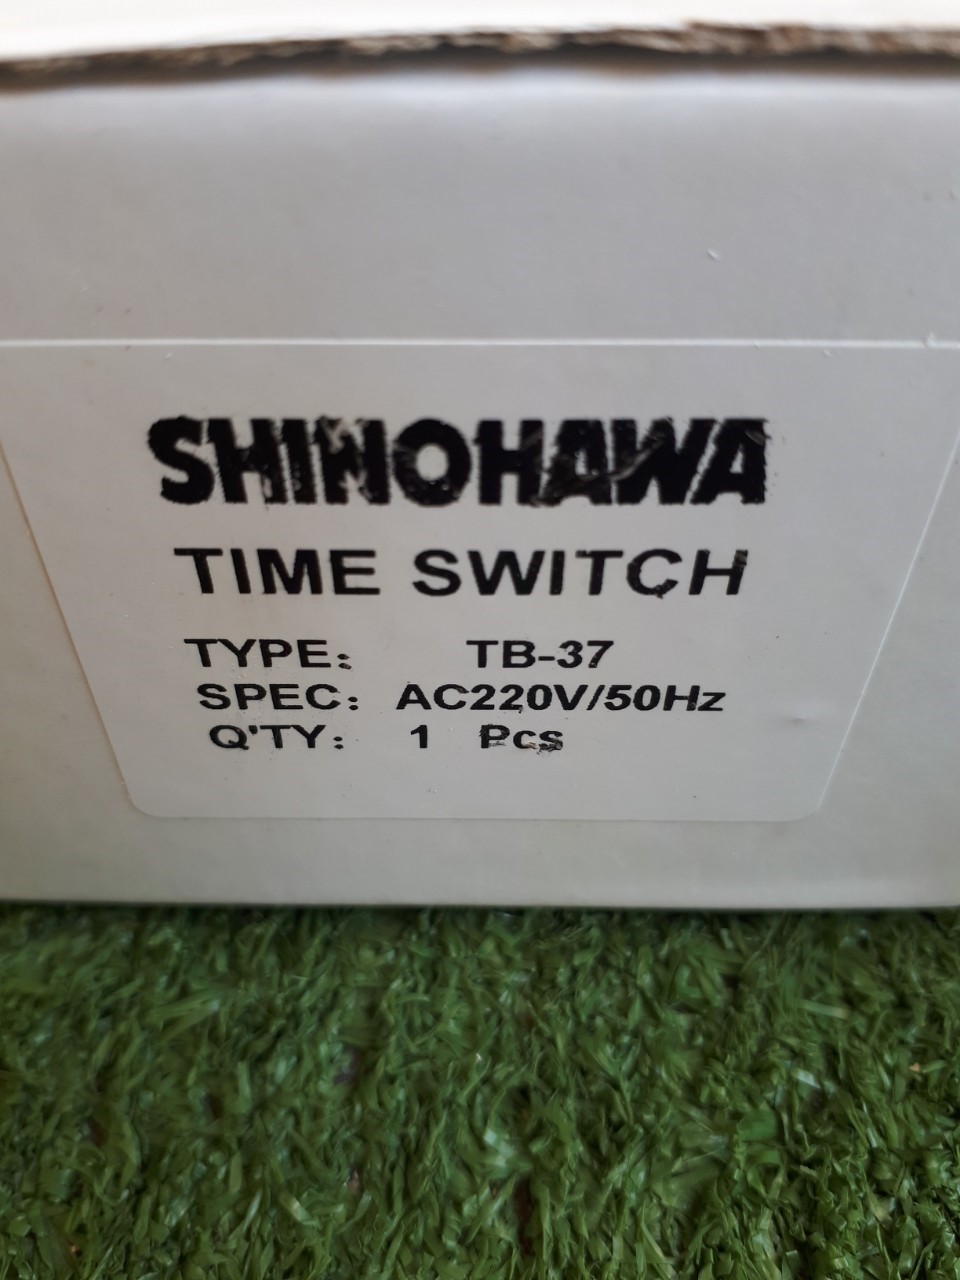 SHINOHAWA
TIME SWITCH
TYPE: TB-37
SPEC: AC220V/50Hz
Q'TY: 1 Pcs